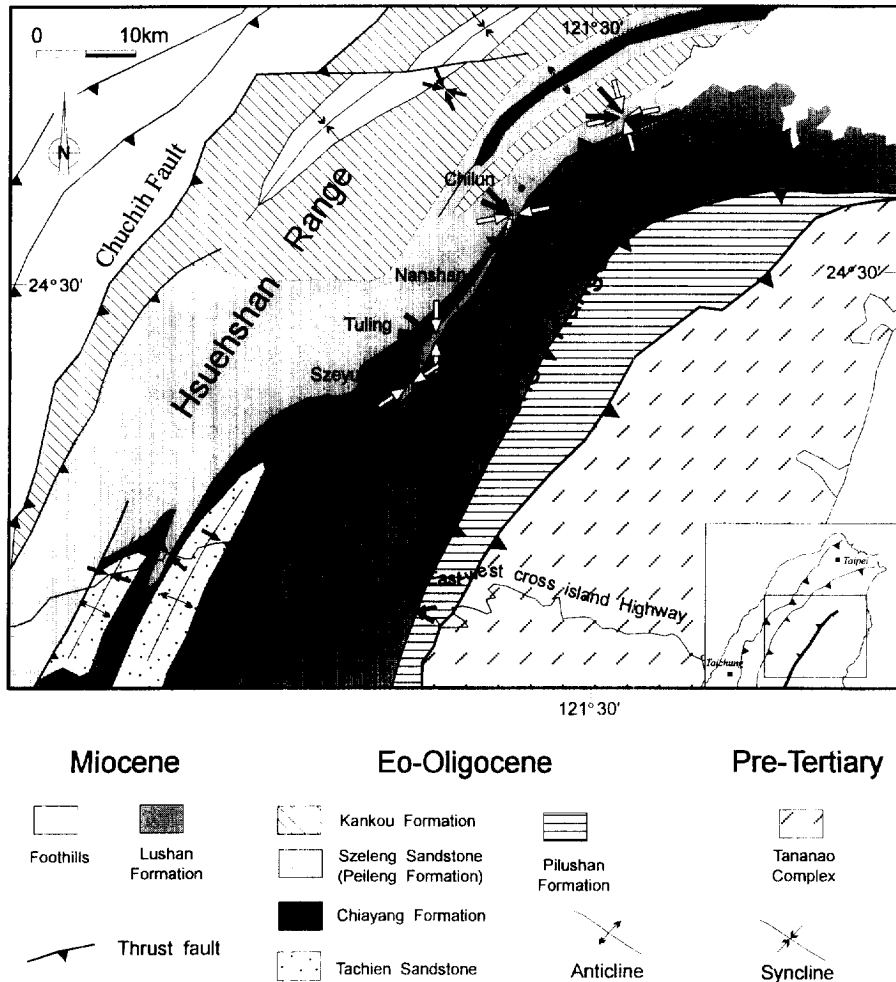 0 10km
121° 30'
N
Chuchih Fault
Hsuehshan Range
Chilun
Nanshan
Tuling
24° 30'
24° 30'
East-west cross island Highway
Taipei
Taichung
121° 30'
Miocene
Eo-Oligocene
Pre-Tertiary
Foothills
Lushan
Formation
Kankou Formation
Szeleng Sandstone
(Peileng Formation)
Chiayang Formation
Tachien Sandstone
Pilushan
Formation
Tananao
Complex
Thrust fault
Anticline
Syncline